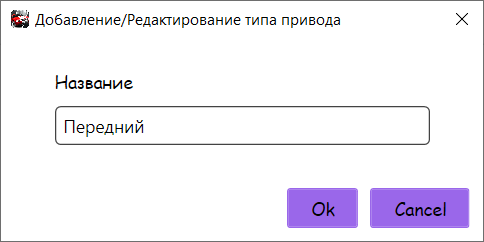 Добавление/Редактирование типа привода
Название
Передний
Ok Cancel